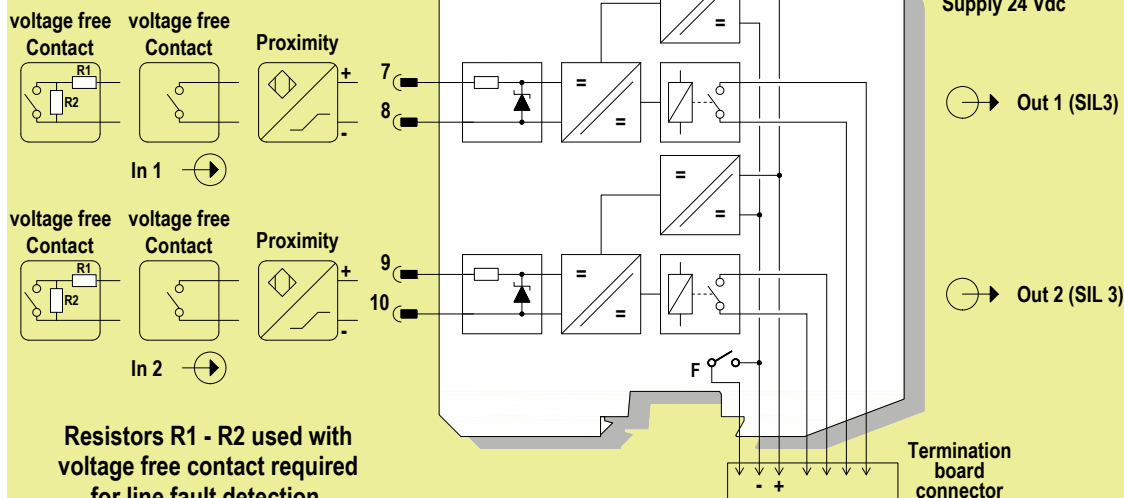 Supply 24 Vdc
voltage free
Contact
voltage free
Contact
Proximity
R1
R2
+
-
7
8
=
=
=
In 1
Out 1 (SIL3)
=
=
voltage free
Contact
voltage free
Contact
Proximity
R1
R2
+
-
9
10
=
=
In 2
Out 2 (SIL 3)
F
Resistors R1 - R2 used with
voltage free contact required
for line fault detection
- +
Termination
board
connector